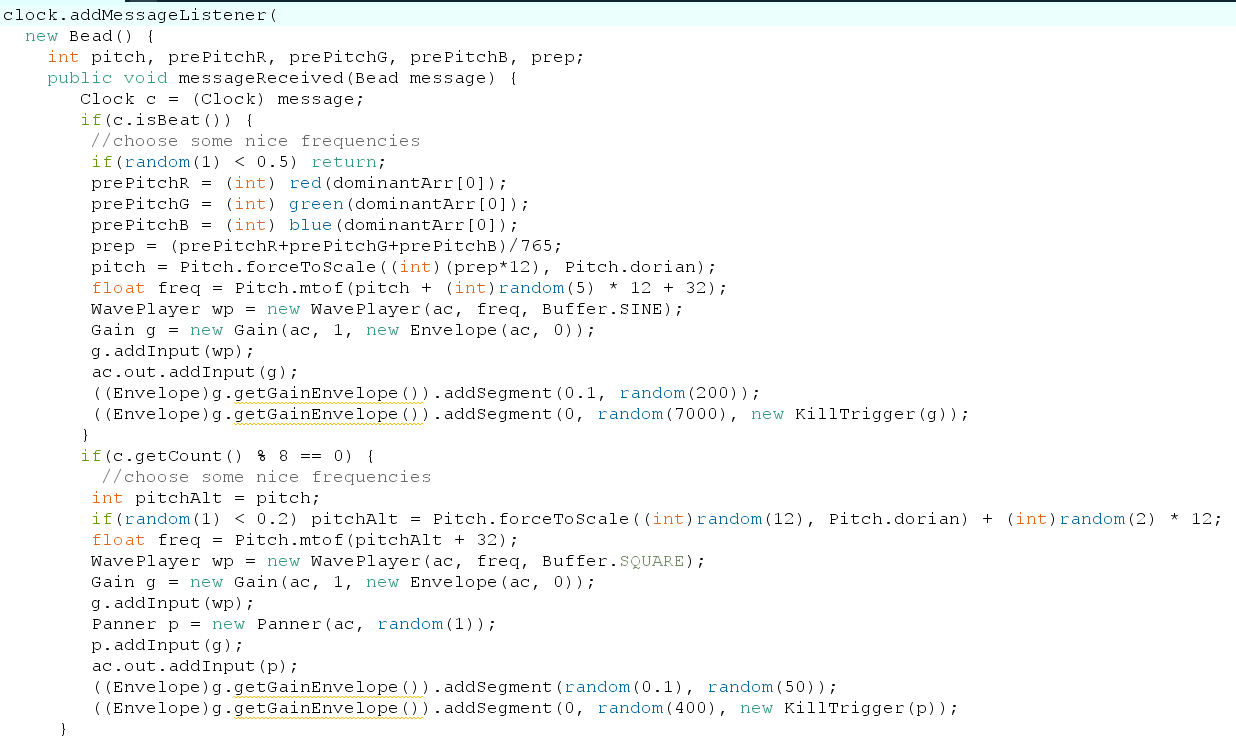 clock.addMessageListener(
  new Bead() {
    int pitch, prePitchR, prePitchG, prePitchB, prep;
    public void messageReceived(Bead message) {
       Clock c = (Clock) message;
       if(c.isBeat()) {
        //choose some nice frequencies
        if(random(1) < 0.5) return;
        prePitchR = (int) red(dominantArr[0]);
        prePitchG = (int) green(dominantArr[0]);
        prePitchB = (int) blue(dominantArr[0]);
        prep = (prePitchR+prePitchG+prePitchB)/765;
        pitch = Pitch.forceToScale((int)(prep*12), Pitch.dorian);
        float freq = Pitch.mtof(pitch + (int)random(5) * 12 + 32);
        WavePlayer wp = new WavePlayer(ac, freq, Buffer.SINE);
        Gain g = new Gain(ac, 1, new Envelope(ac, 0));
        g.addInput(wp);
        ac.out.addInput(g);
        ((Envelope)g.getGainEnvelope()).addSegment(0.1, random(200));
        ((Envelope)g.getGainEnvelope()).addSegment(0, random(7000), new KillTrigger(g));
       }
       if(c.getCount() % 8 == 0) {
         //choose some nice frequencies
        int pitchAlt = pitch;
        if(random(1) < 0.2) pitchAlt = Pitch.forceToScale((int)random(12), Pitch.dorian) + (int)random(2) * 12;
        float freq = Pitch.mtof(pitchAlt + 32);
        WavePlayer wp = new WavePlayer(ac, freq, Buffer.SQUARE);
        Gain g = new Gain(ac, 1, new Envelope(ac, 0));
        g.addInput(wp);
        Panner p = new Panner(ac, random(1));
        p.addInput(g);
        ac.out.addInput(p);
        ((Envelope)g.getGainEnvelope()).addSegment(random(0.1), random(50));
        ((Envelope)g.getGainEnvelope()).addSegment(0, random(400), new KillTrigger(p));
     }